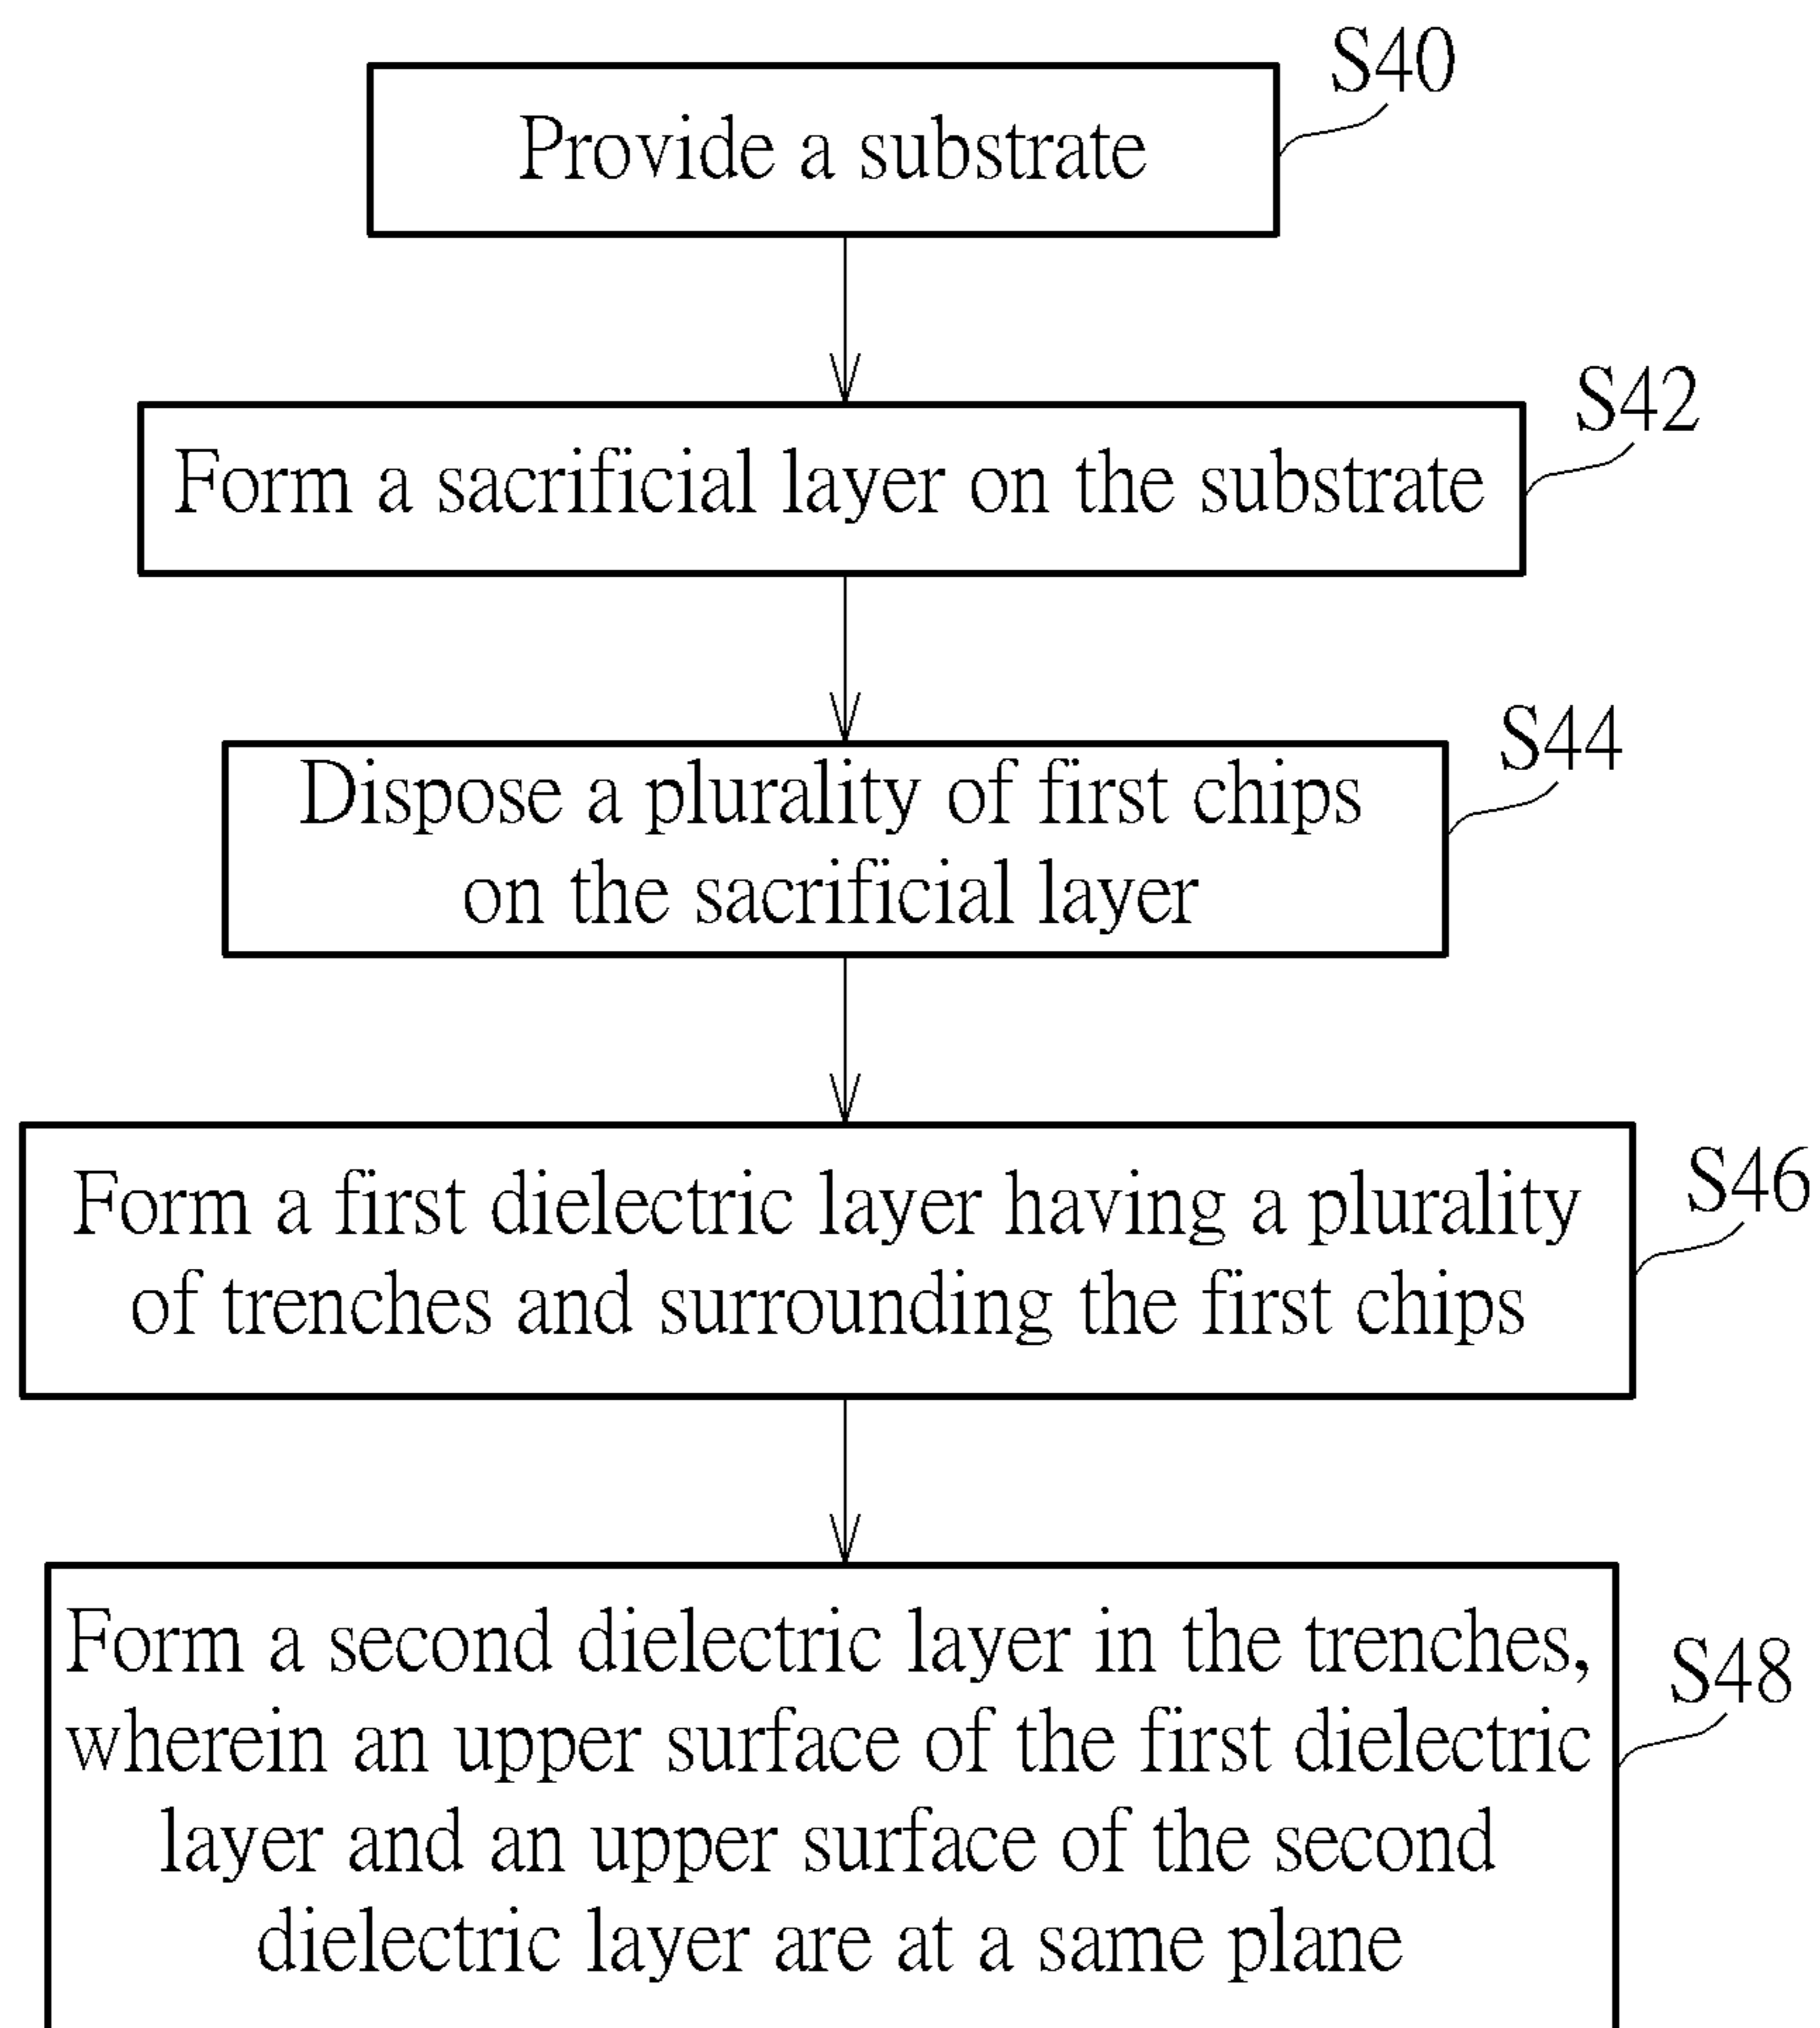 S40
Provide a substrate
S42
Form a sacrificial layer on the substrate
S44
Dispose a plurality of first chips
on the sacrificial layer
S46
Form a first dielectric layer having a plurality
of trenches and surrounding the first chips
S48
Form a second dielectric layer in the trenches,
wherein an upper surface of the first dielectric
layer and an upper surface of the second
dielectric layer are at a same plane